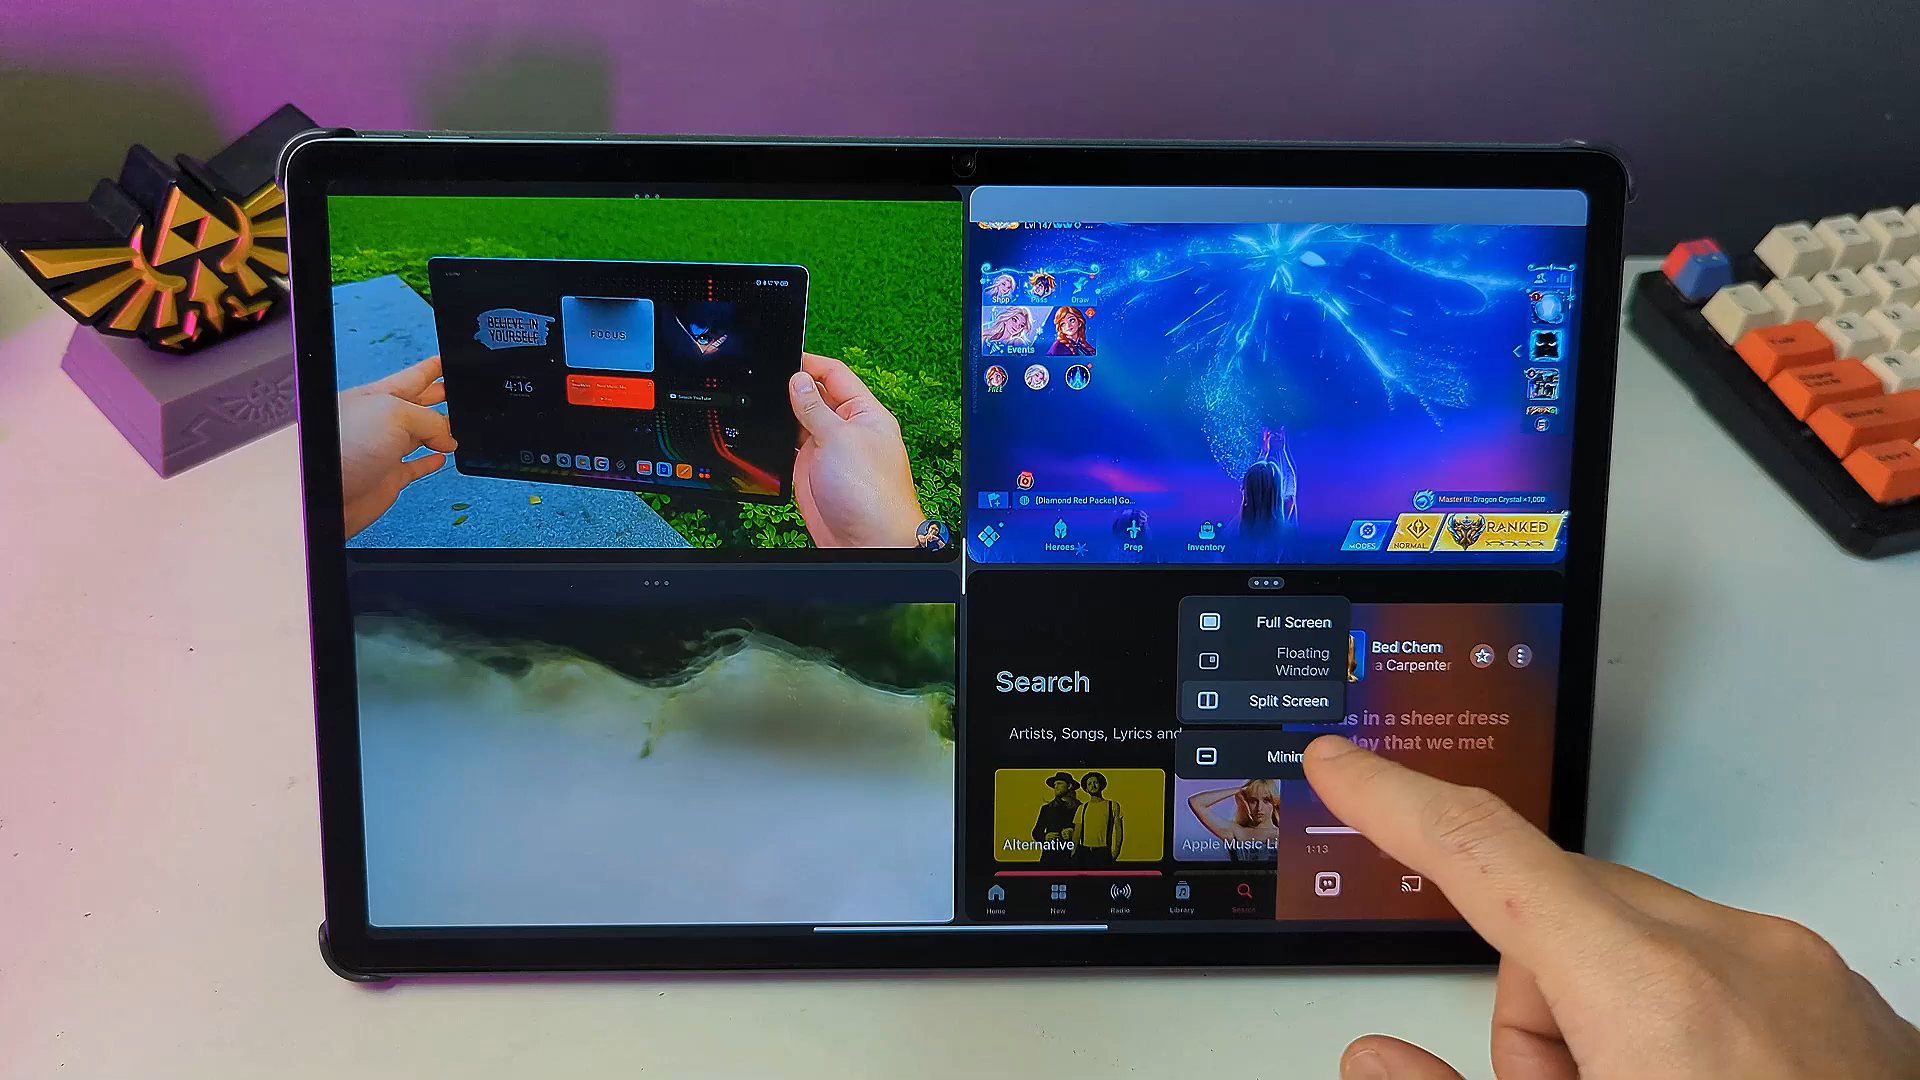 BELIEVE IN
YOURSELF
FOCUS
4:16
Search YouTube
Shop
Pass
Draw
Events
FREE
[Diamond Red Packet] Go...
Master III: Dragon Crystal ×1,000
Heroes
Prep
Inventory
MODES
NORMAL
RANKED
Full Screen
Floating
Window
Split Screen
Search
Artists, Songs, Lyrics and
Alternative
Apple Music Li
Home
New
Radio
Library
Search
Bed Chem
a Carpenter
in a sheer dress
day that we met
1:13